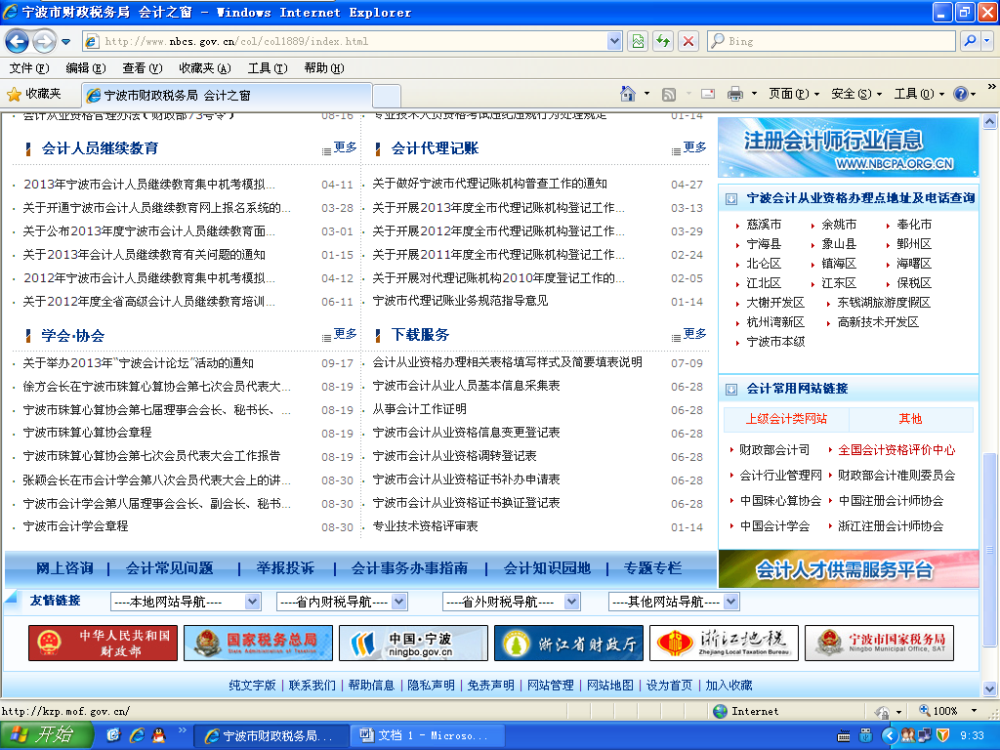 宁波市财政税务局 会计之窗 - Windows Internet Explorer
http://www.nbcs.gov.cn/col/col1889/index.html
Bing
文件(F) 编辑(E) 查看(V) 收藏夹(A) 工具(T) 帮助(H)
收藏夹 宁波市财政税务局 会计之窗
页面(P) 安全(S) 工具(O) »
会计从业资格管理办法(财政部73号令) 08-16
会计人员继续教育 更多
2013年宁波市会计人员继续教育集中机考模拟... 04-11
关于开通宁波市会计人员继续教育网上报名系统的... 03-28
关于公布2013年度宁波市会计人员继续教育面... 03-01
关于2013年会计人员继续教育有关问题的通知 01-15
2012年宁波市会计人员继续教育集中机考模拟... 04-12
关于2012年度全省高级会计人员继续教育培训... 06-11
学会·协会 更多
关于举办2013年“宁波会计论坛”活动的通知 09-17
徐方会长在宁波市珠算心算协会第七次会员代表大... 08-19
宁波市珠算心算协会第七届理事会会长、秘书长、... 08-19
宁波市珠算心算协会章程 08-19
宁波市珠算心算协会第七次会员代表大会工作报告 08-19
张颖会长在市会计学会第八次会员代表大会上的讲... 08-30
宁波市会计学会第八届理事会会长、副会长、秘书... 08-30
宁波市会计学会章程 08-30
专业技术人员资格考试违纪违规行为处理规定 01-14
会计代理记账 更多
关于做好宁波市代理记账机构普查工作的通知 04-27
关于开展2013年度全市代理记账机构登记工作... 03-13
关于开展2012年度全市代理记账机构登记工作... 03-29
关于开展2011年度全市代理记账机构登记工作... 02-24
关于开展对代理记账机构2010年度登记工作的... 02-05
宁波市代理记账业务规范指导意见 01-14
下载服务 更多
会计从业资格办理相关表格填写样式及简要填表说明 07-09
宁波市会计从业人员基本信息采集表 06-28
从事会计工作证明 06-28
宁波市会计从业资格信息变更登记表 06-28
宁波市会计从业资格调转登记表 06-28
宁波市会计从业资格证书补办申请表 06-28
宁波市会计从业资格证书换证登记表 06-28
专业技术资格评审表 01-14
注册会计师行业信息
WWW.NBCPA.ORG.CN
宁波会计从业资格办理点地址及电话查询
慈溪市 余姚市 奉化市
宁海县 象山县 鄞州区
北仑区 镇海区 海曙区
江北区 江东区 保税区
大榭开发区 东钱湖旅游度假区
杭州湾新区 高新技术开发区
宁波市本级
会计常用网站链接
上级会计类网站 其他
财政部会计司 全国会计资格评价中心
会计行业管理网 财政部会计准则委员会
中国珠心算协会 中国注册会计师协会
中国会计学会 浙江注册会计师协会
会计人才供需服务平台
网上咨询 | 会计常见问题 | 举报投诉 | 会计事务办事指南 | 会计知识园地 | 专题专栏
友情链接 ----本地网站导航---- ----省内财税导航---- ----省外财税导航---- ----其他网站导航----
中华人民共和国
财政部
国家税务总局
State Administration of Taxation
中国·宁波
ningbo.gov.cn
浙江省财政厅
浙江地税
Zhejiang Local Taxation Bureau
宁波市国家税务局
Ningbo Municipal Office, SAT
纯文字版 | 联系我们 | 帮助信息 | 隐私声明 | 免责声明 | 网站管理 | 网站地图 | 设为首页 | 加入收藏
http://kzp.mof.gov.cn/ Internet 100%
开始 » 宁波市财政税务局... 文档 1 - Microso... 9:33